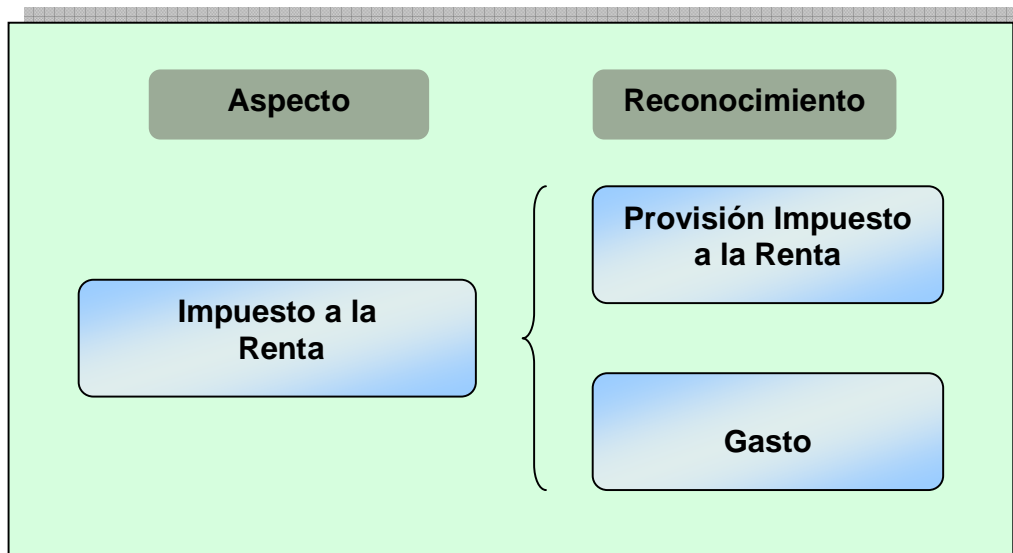 Aspecto
Reconocimiento
Provisión Impuesto
a la Renta
Impuesto a la
Renta
Gasto